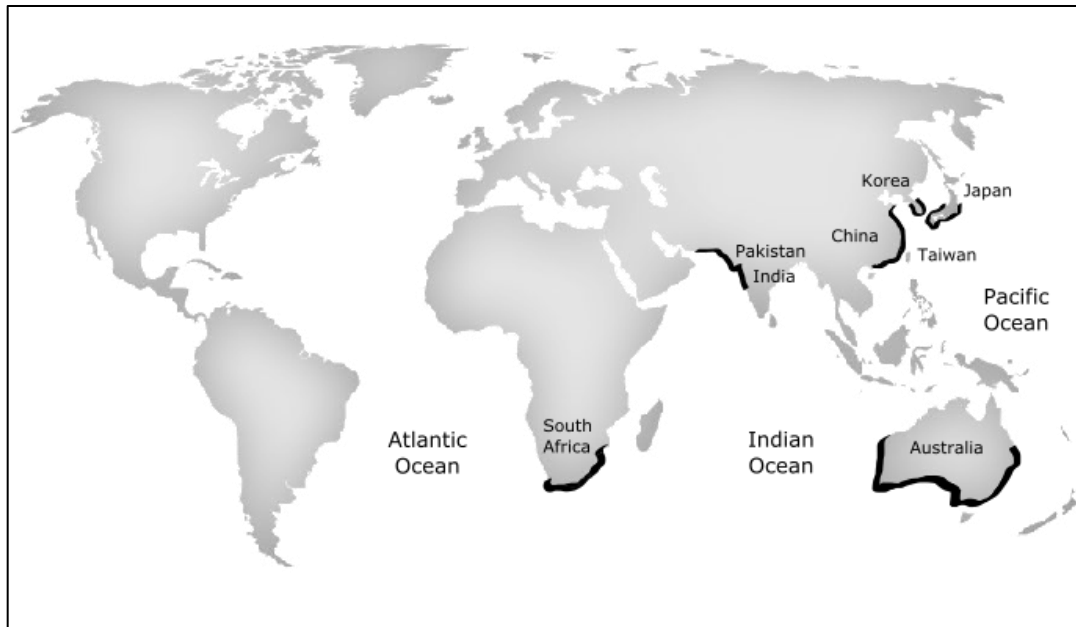 Korea
Japan
China
Taiwan
Pakistan
India
Pacific
Ocean
South
Africa
Atlantic
Ocean
Indian
Ocean
Australia